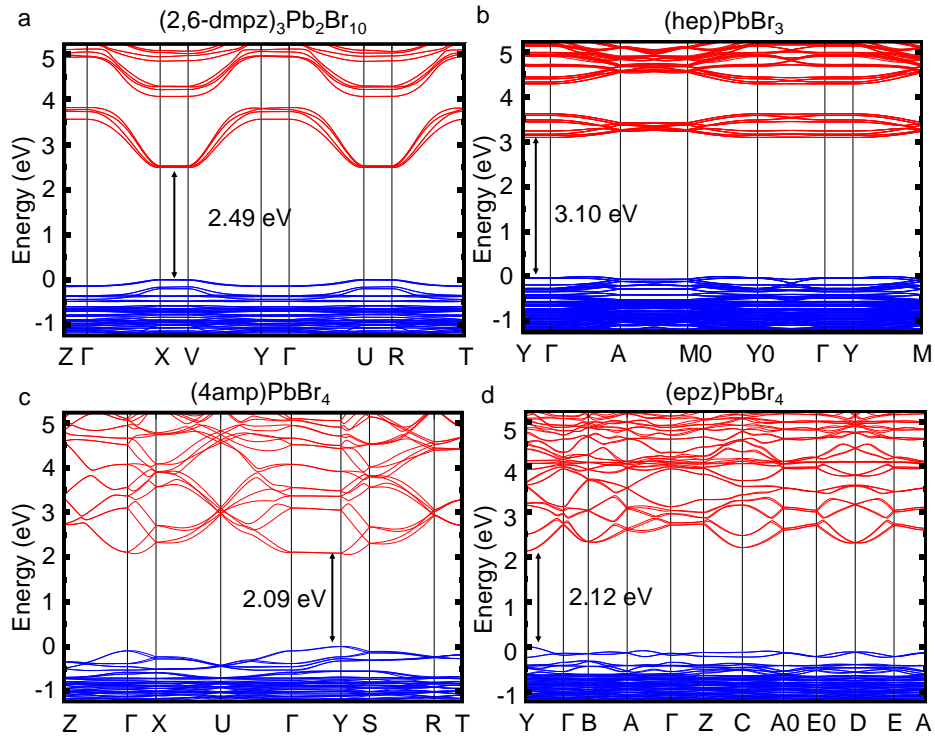 a (2,6-dmpz)₃Pb₂Br₁₀
Energy (eV)
5
4
3
2
1
0
-1
2.49 eV
Z Γ X V Y Γ U R T
b (hep)PbBr₃
Energy (eV)
5
4
3
2
1
0
-1
3.10 eV
Y Γ A M0 Y0 Γ Y M
c (4amp)PbBr₄
Energy (eV)
5
4
3
2
1
0
-1
2.09 eV
Z Γ X U Γ Y S R T
d (epz)PbBr₄
Energy (eV)
5
4
3
2
1
0
-1
2.12 eV
Y Γ B A Γ Z C A0 E0 D E A